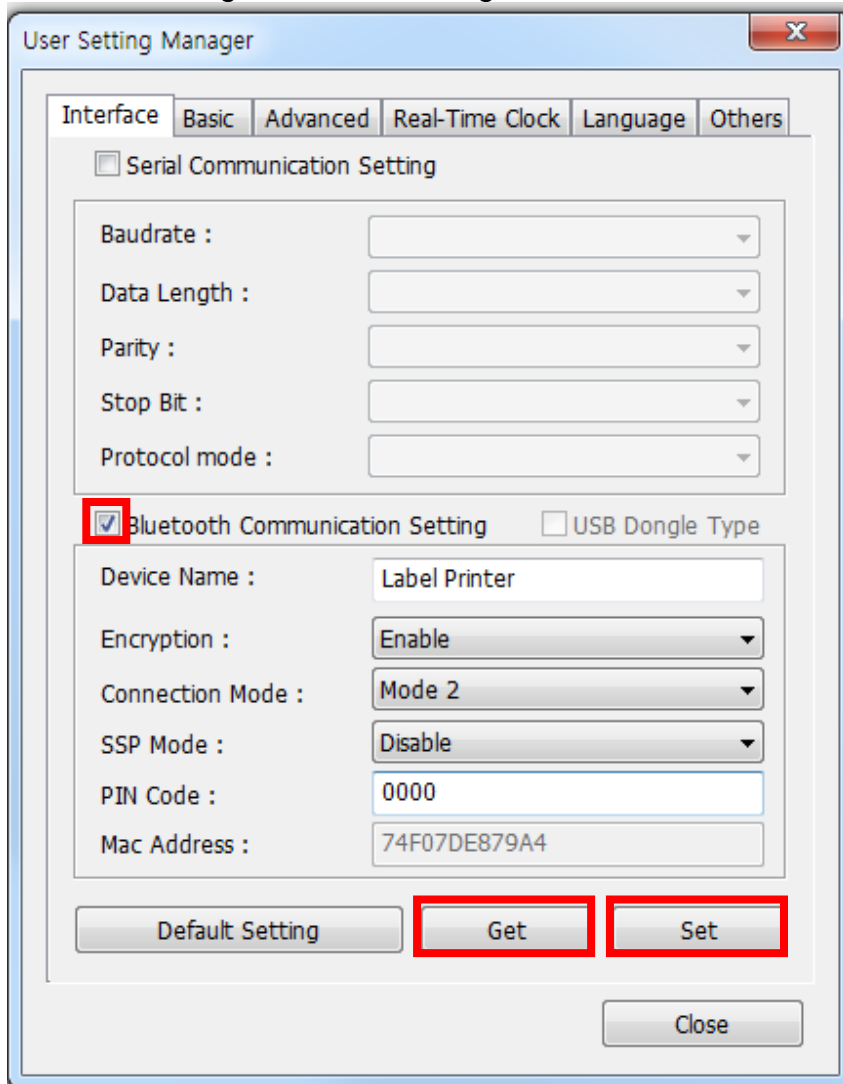 User Setting Manager
Interface Basic Advanced Real-Time Clock Language Others
Serial Communication Setting
Baudrate :
Data Length :
Parity :
Stop Bit :
Protocol mode :
Bluetooth Communication Setting USB Dongle Type
Device Name : Label Printer
Encryption : Enable
Connection Mode : Mode 2
SSP Mode : Disable
PIN Code : 0000
Mac Address : 74F07DE879A4
Default Setting Get Set
Close